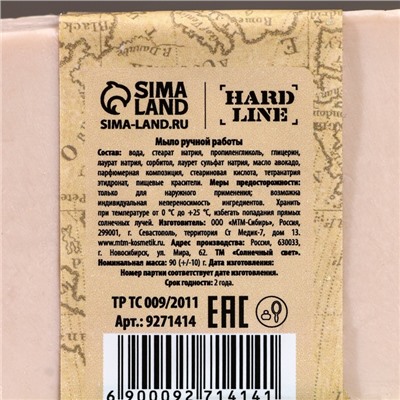 SIMA
LAND
SIMA-LAND.RU
HARD
LINE
Мыло ручной работы
Состав: вода, стеарат натрия, пропиленгликоль, глицерин,
лаурат натрия, сорбитол, лаурет сульфат натрия, масло авокадо,
парфюмерная композиция, стеариновая кислота, тетранатрия
этидронат, пищевые красители. Меры предосторожности:
только для наружного применения; возможна
индивидуальная непереносимость ингредиентов. Хранить
при температуре от 0 °С до +25 °С, избегать попадания прямых
солнечных лучей. Изготовитель: ООО «МТМ-Сибирь», Россия,
299001, г. Севастополь, территория Ст Медик-7, дом 13.
www.mtm-kosmetik.ru. Адрес производства: Россия, 630033,
г. Новосибирск, ул. Мира, 62. ТМ «Солнечный свет».
Номинальная масса: 90 (+/-10) г. Дата изготовления:
Номер партии соответствует дате изготовления.
Срок годности: 2 года.
ТР ТС 009/2011
Арт.: 9271414
EAC
6 900092 714141